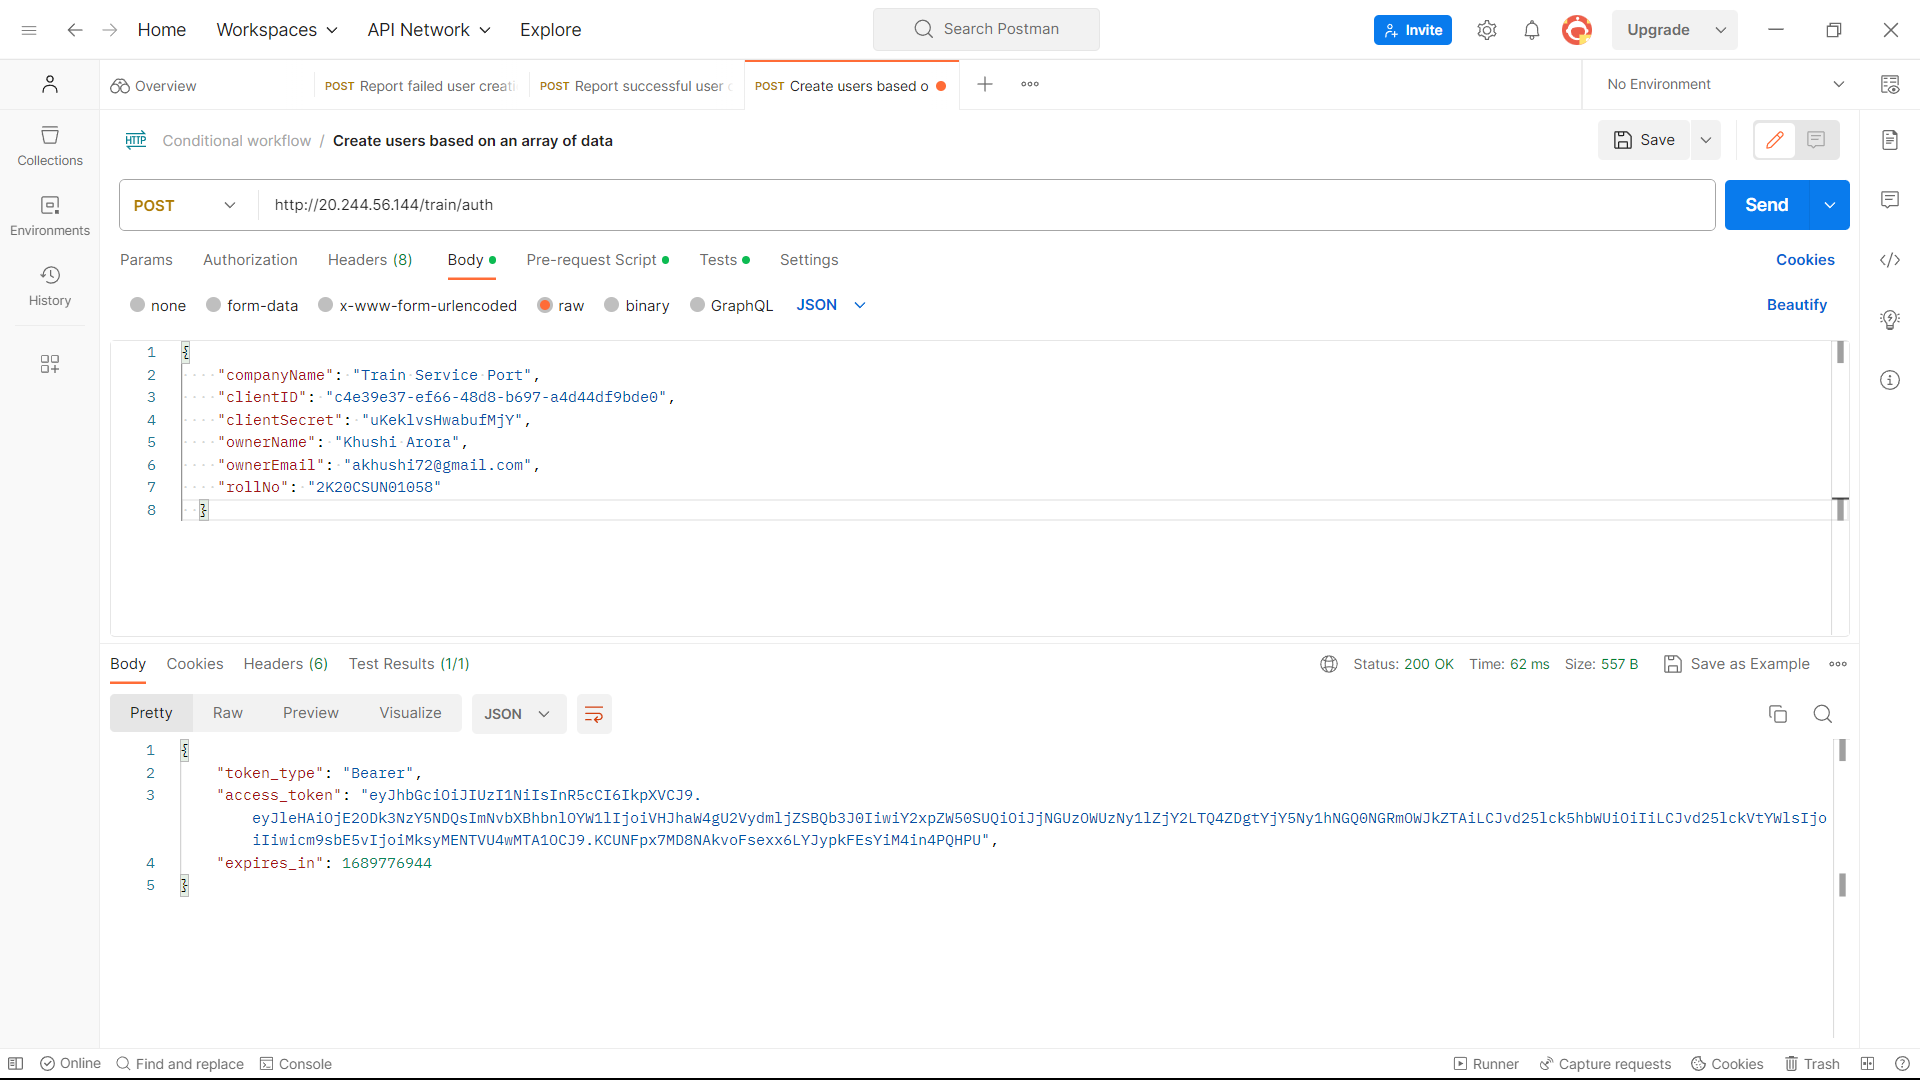 Home
Workspaces
API Network
Explore
Search Postman
Invite
Upgrade
Overview
POST Report failed user creati
POST Report successful user c
POST Create users based o
No Environment
Collections
Environments
History
HTTP Conditional workflow / Create users based on an array of data
Save
POST
http://20.244.56.144/train/auth
Send
Params
Authorization
Headers (8)
Body
Pre-request Script
Tests
Settings
Cookies
none
form-data
x-www-form-urlencoded
raw
binary
GraphQL
JSON
Beautify
1 {
2 "companyName": "Train Service Port",
3 "clientID": "c4e39e37-ef66-48d8-b697-a4d44df9bde0",
4 "clientSecret": "uKeklvsHwabufMjY",
5 "ownerName": "Khushi Arora",
6 "ownerEmail": "akhushi72@gmail.com",
7 "rollNo": "2K20CSUN01058"
8 }
Body
Cookies
Headers (6)
Test Results (1/1)
Status: 200 OK
Time: 62 ms
Size: 557 B
Save as Example
Pretty
Raw
Preview
Visualize
JSON
1 {
2 "token_type": "Bearer",
3 "access_token": "eyJhbGciOiJIUzI1NiIsInR5cCI6IkpXVCJ9.
eyJleHAiOjE2ODk3NzY5NDQsImNvbXBhbnlOYW1lIjoiVHJhaW4gU2VydmljZSBQb3J0IiwiY2xpZW50SUQiOiJjNGUzOWUzNy1lZjY2LTQ4ZDgtYjY5Ny1hNGQ0NGRmOWJkZTAiLCJvd25lck5hbWUiOiIiLCJvd25lckVtYWlsIjo
iIiwicm9sbE5vIjoiMksyMENTVU4wMTA1OCJ9.KCUNFpx7MD8NAkvoFsexx6LYJypkFEsYiM4in4PQHPU",
4 "expires_in": 1689776944
5 }
Online
Find and replace
Console
Runner
Capture requests
Cookies
Trash